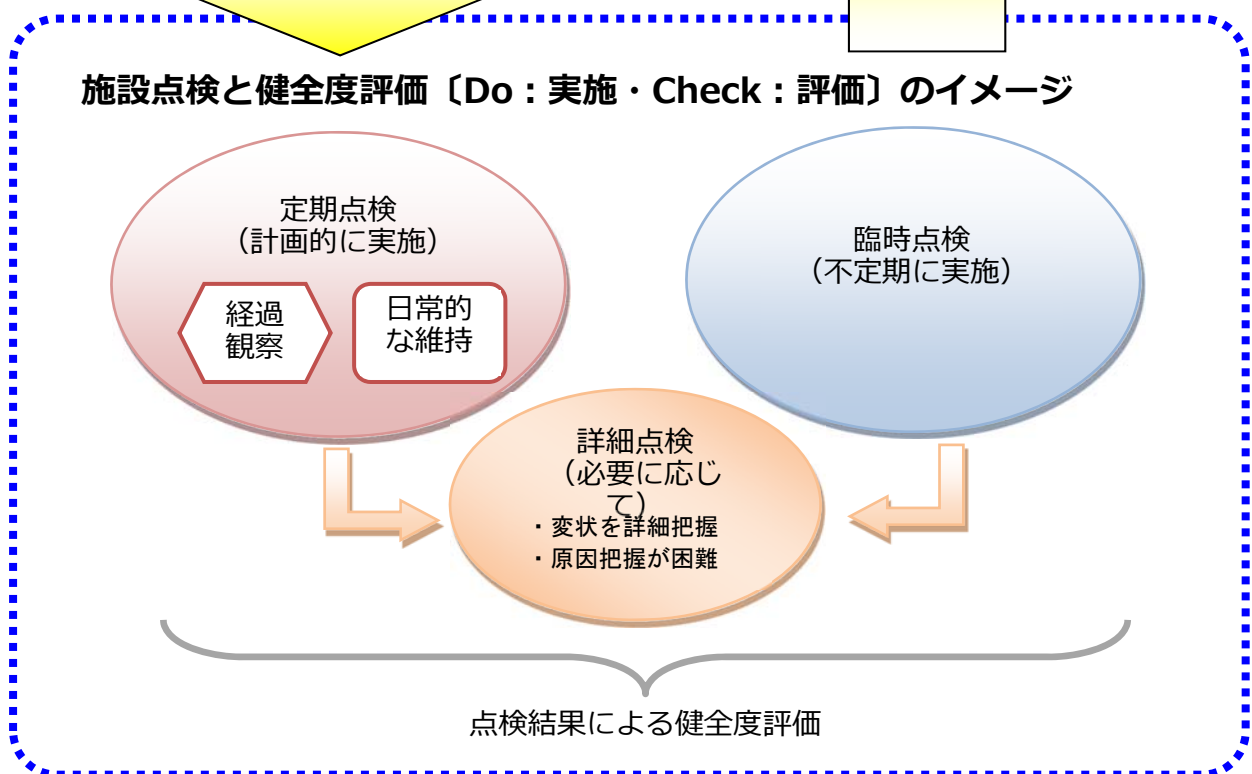 施設点検と健全度評価〔Do：実施・Check：評価〕のイメージ
定期点検
（計画的に実施）
経過
観察
日常的
な維持
臨時点検
（不定期に実施）
詳細点検
（必要に応じ
て）
・変状を詳細把握
・原因把握が困難
点検結果による健全度評価